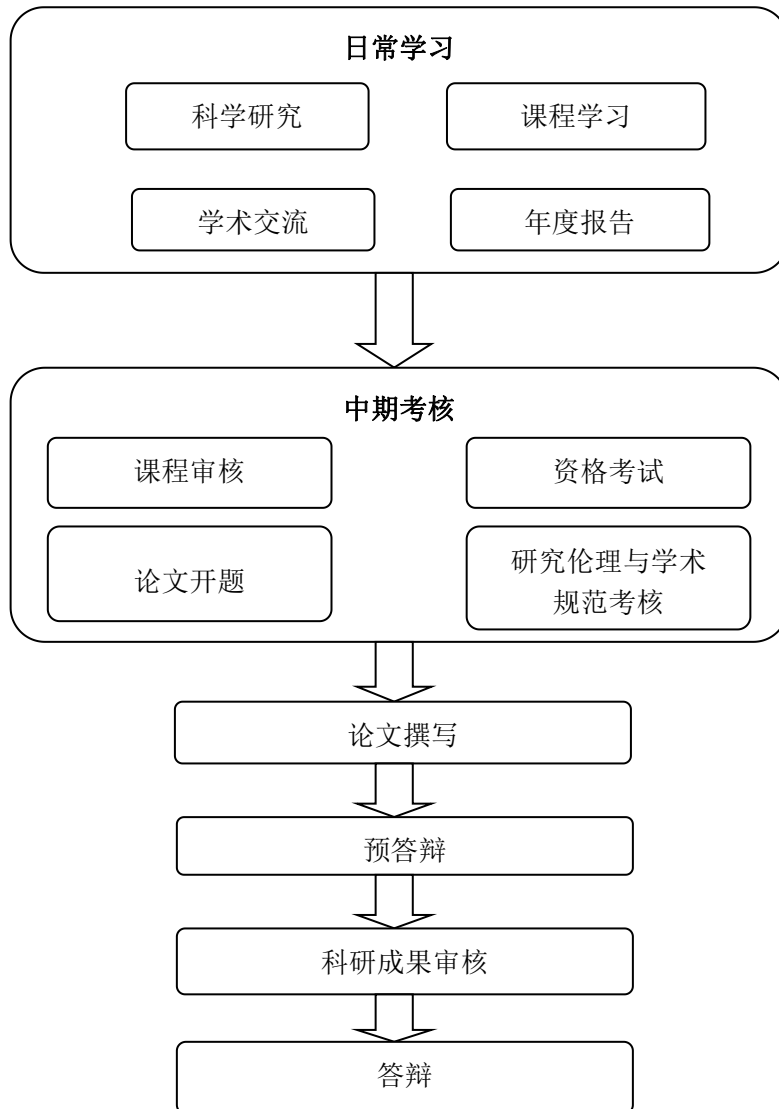 日常学习
科学研究
课程学习
学术交流
年度报告
中期考核
课程审核
资格考试
论文开题
研究伦理与学术
规范考核
论文撰写
预答辩
科研成果审核
答辩